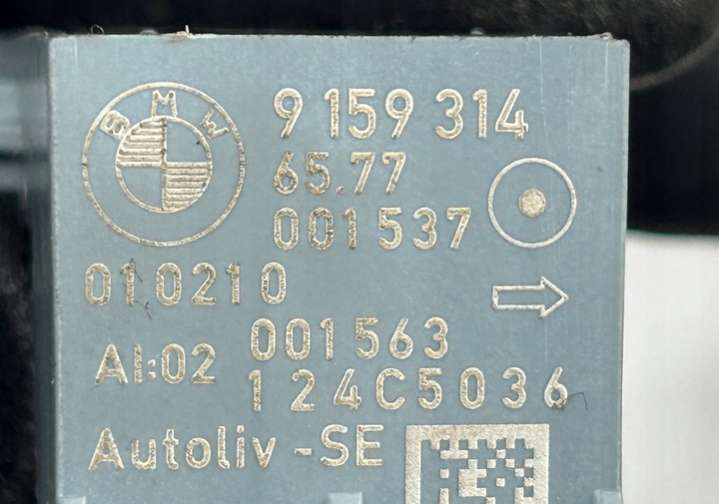 BMW
9 159 314
65.77
001537
010210
001563
AI:02
124C5036
Autoliv-SE